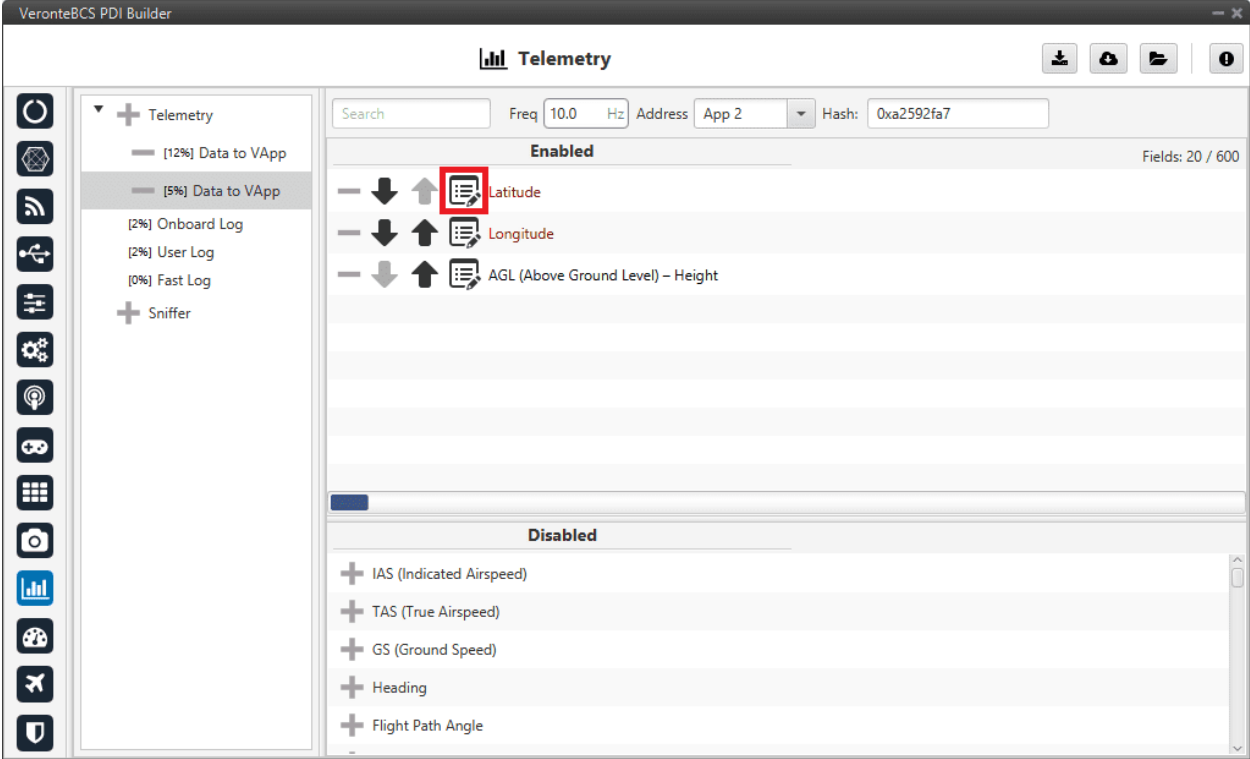 VeronteBCS PDI Builder
Telemetry
Telemetry
[12%] Data to VApp
[5%] Data to VApp
[2%] Onboard Log
[2%] User Log
[0%] Fast Log
Sniffer
Search Freq 10.0 Hz Address App 2 Hash: 0xa2592fa7
Enabled
Fields: 20 / 600
Latitude
Longitude
AGL (Above Ground Level) – Height
Disabled
IAS (Indicated Airspeed)
TAS (True Airspeed)
GS (Ground Speed)
Heading
Flight Path Angle